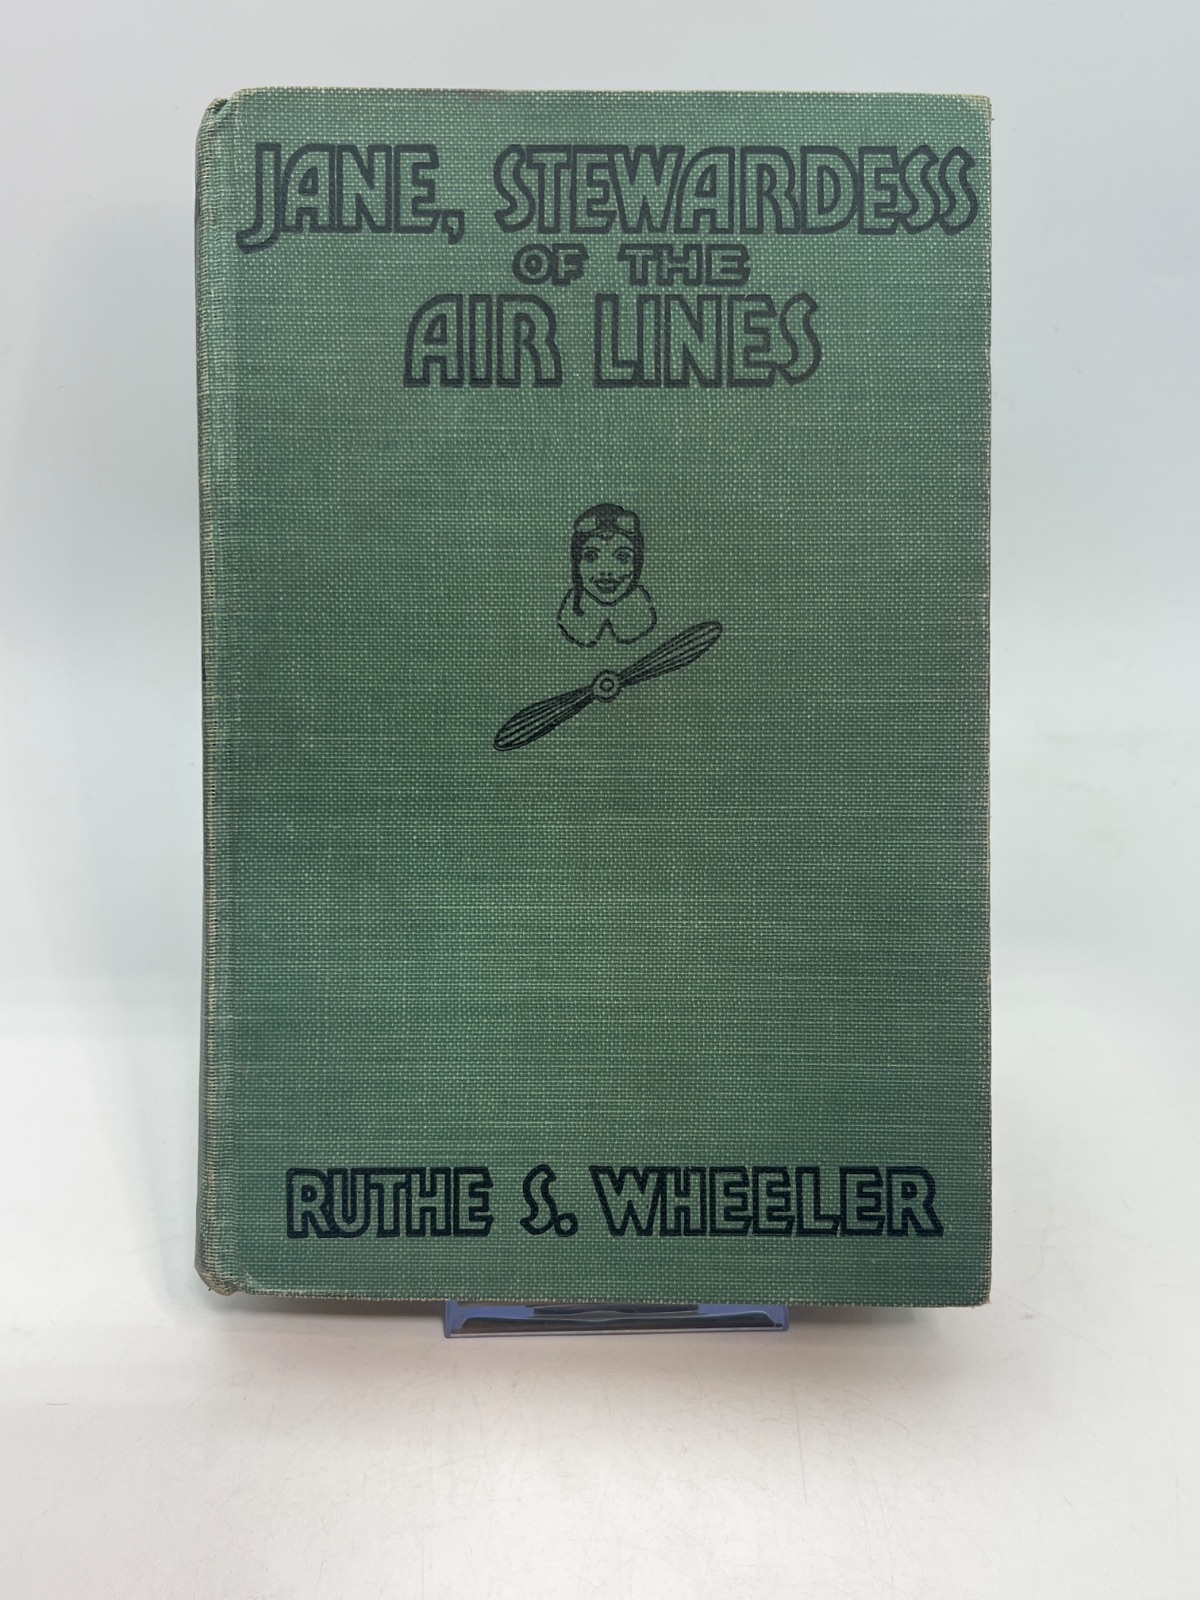 JANE, STEWARDESS
OF THE
AIR LINES
RUTHE S. WHEELER